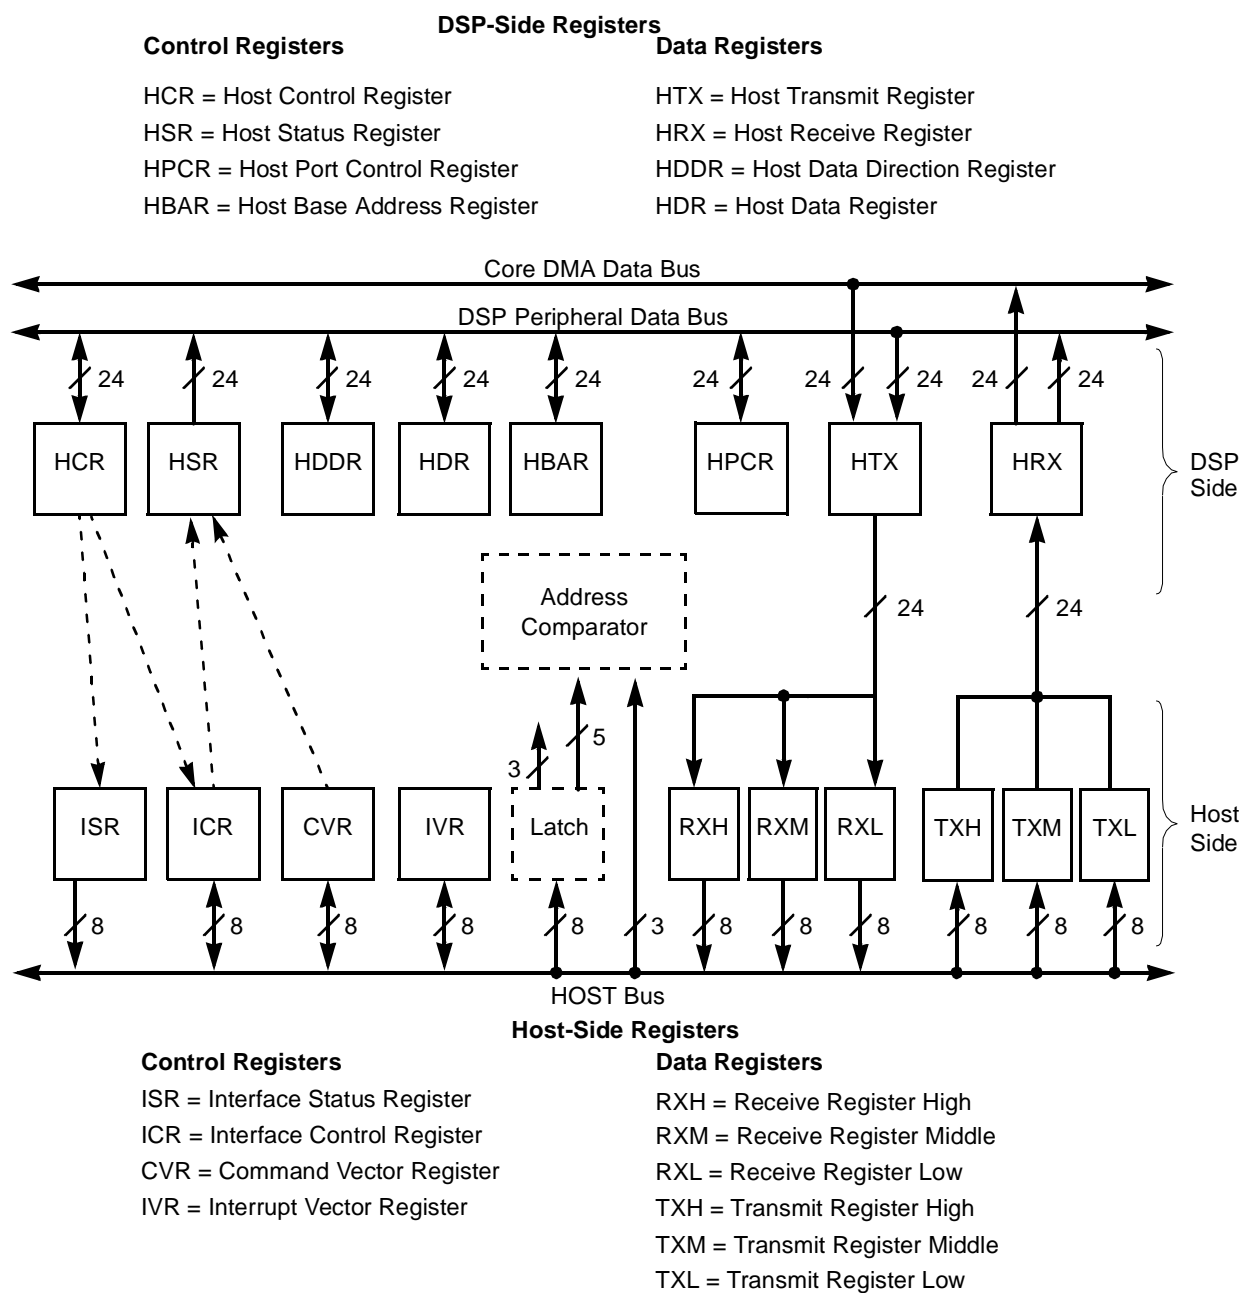 DSP-Side Registers
Control Registers
Data Registers
HCR = Host Control Register
HTX = Host Transmit Register
HSR = Host Status Register
HRX = Host Receive Register
HPCR = Host Port Control Register
HDDR = Host Data Direction Register
HBAR = Host Base Address Register
HDR = Host Data Register
Core DMA Data Bus
DSP Peripheral Data Bus
24 24 24 24 24 24 24 24 24 24
HCR HSR HDDR HDR HBAR HPCR HTX HRX
DSP
Side
Address
Comparator
24 24
3 5
ISR ICR CVR IVR Latch RXH RXM RXL TXH TXM TXL
Host
Side
8 8 8 8 8 3 8 8 8 8 8 8
HOST Bus
Host-Side Registers
Control Registers
Data Registers
ISR = Interface Status Register
RXH = Receive Register High
ICR = Interface Control Register
RXM = Receive Register Middle
CVR = Command Vector Register
RXL = Receive Register Low
IVR = Interrupt Vector Register
TXH = Transmit Register High
TXM = Transmit Register Middle
TXL = Transmit Register Low